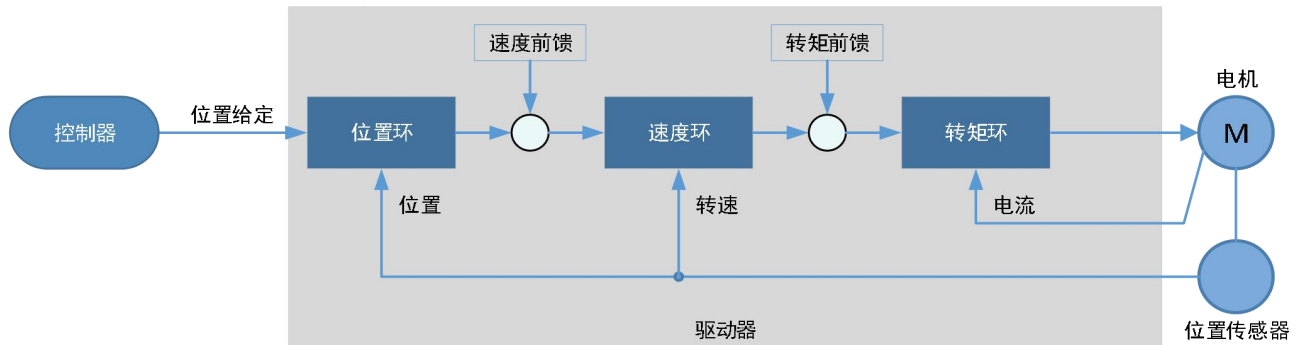 速度前馈
转矩前馈
电机
控制器
位置给定
位置环
速度环
转矩环
M
位置
转速
电流
驱动器
位置传感器